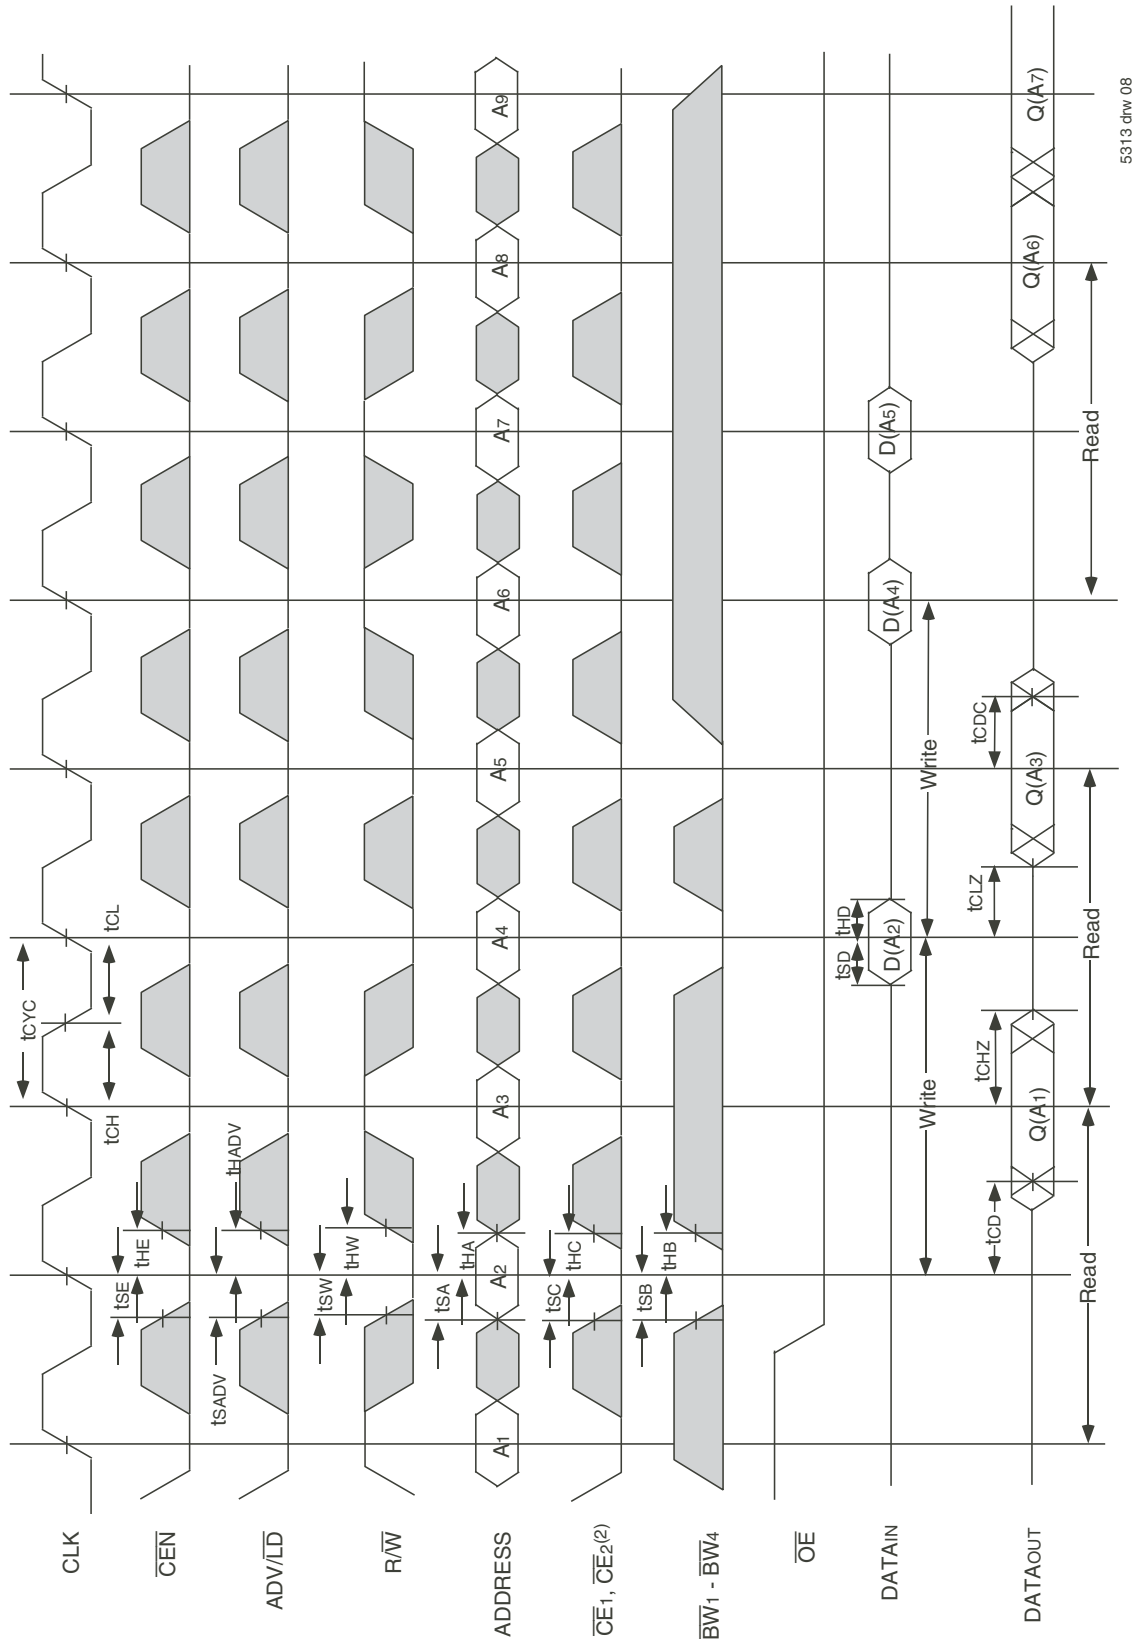 tCYC
CLK
tCH
tCL
tSE
tHE
CEN
tSADV
tHADV
ADV/LD
tSW
tHW
R/W
tSA
tHA
ADDRESS
A1
A2
A3
A4
A5
A6
A7
A8
A9
tSC
tHC
CE1, CE2(2)
tSB
tHB
BW1 - BW4
OE
tSD
tHD
DATAIN
D(A2)
D(A4)
D(A5)
Write
Write
tCD
tCHZ
tCLZ
tCDC
DATAOUT
Q(A1)
Q(A3)
Q(A6)
Q(A7)
Read
Read
Read
5313 drw 08